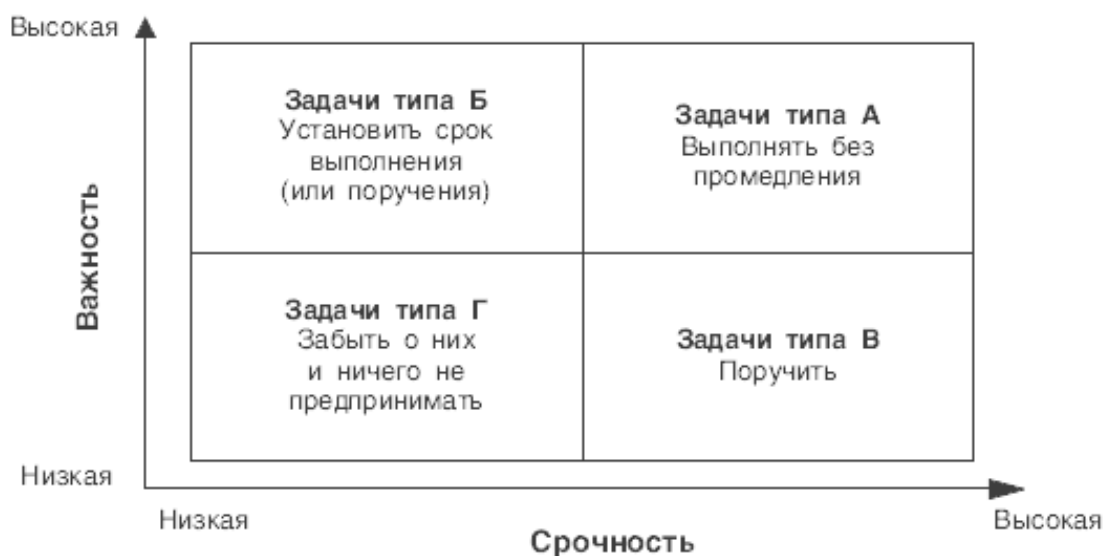 Высокая
Задачи типа Б
Установить срок
выполнения
(или поручения)
Задачи типа А
Выполнять без
промедления
Важность
Задачи типа Г
Забыть о них
и ничего не
предпринимать
Задачи типа В
Поручить
Низкая
Низкая
Срочность
Высокая